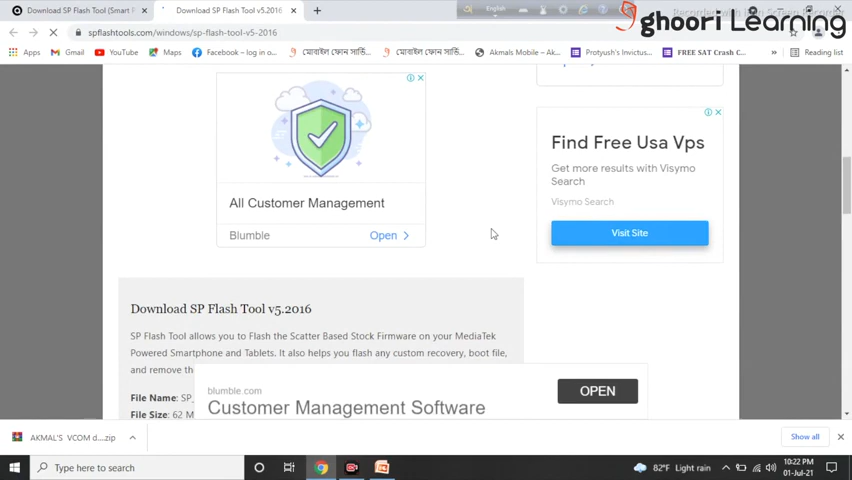 Download SP Flash Tool (Smart P
Download SP Flash Tool v5.2016
English
ghoori Learning
spflashtools.com/windows/sp-flash-tool-v5-2016
Apps
Gmail
YouTube
Maps
Facebook – log in o...
মোবাইল ফোন সার্ভি...
মোবাইল ফোন সার্ভি...
Akmals Mobile – Ak...
Protyush's Invictus...
FREE SAT Crash C...
Reading list
All Customer Management
Blumble
Open
Find Free Usa Vps
Get more results with Visymo
Search
Visymo Search
Visit Site
Download SP Flash Tool v5.2016
SP Flash Tool allows you to Flash the Scatter Based Stock Firmware on your MediaTek
Powered Smartphone and Tablets. It also helps you flash any custom recovery, boot file,
and remove the
File Name: SP_
File Size: 62 M
blumble.com
Customer Management Software
OPEN
AKMAL'S VCOM d....zip
Show all
Type here to search
82°F Light rain
10:22 PM
01-Jul-21